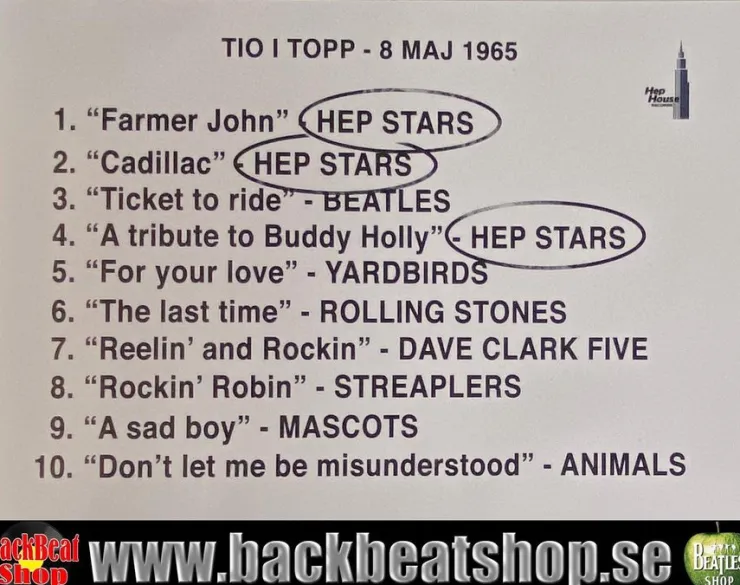 TIO I TOPP - 8 MAJ 1965
Hep
House
1. “Farmer John” - HEP STARS
2. “Cadillac” - HEP STARS
3. “Ticket to ride” - BEATLES
4. “A tribute to Buddy Holly” - HEP STARS
5. “For your love” - YARDBIRDS
6. “The last time” - ROLLING STONES
7. “Reelin’ and Rockin” - DAVE CLARK FIVE
8. “Rockin’ Robin” - STREAPLERS
9. “A sad boy” - MASCOTS
10. “Don’t let me be misunderstood” - ANIMALS
ackBeat
Shop
www.backbeatshop.se
BEATLES
SHOP